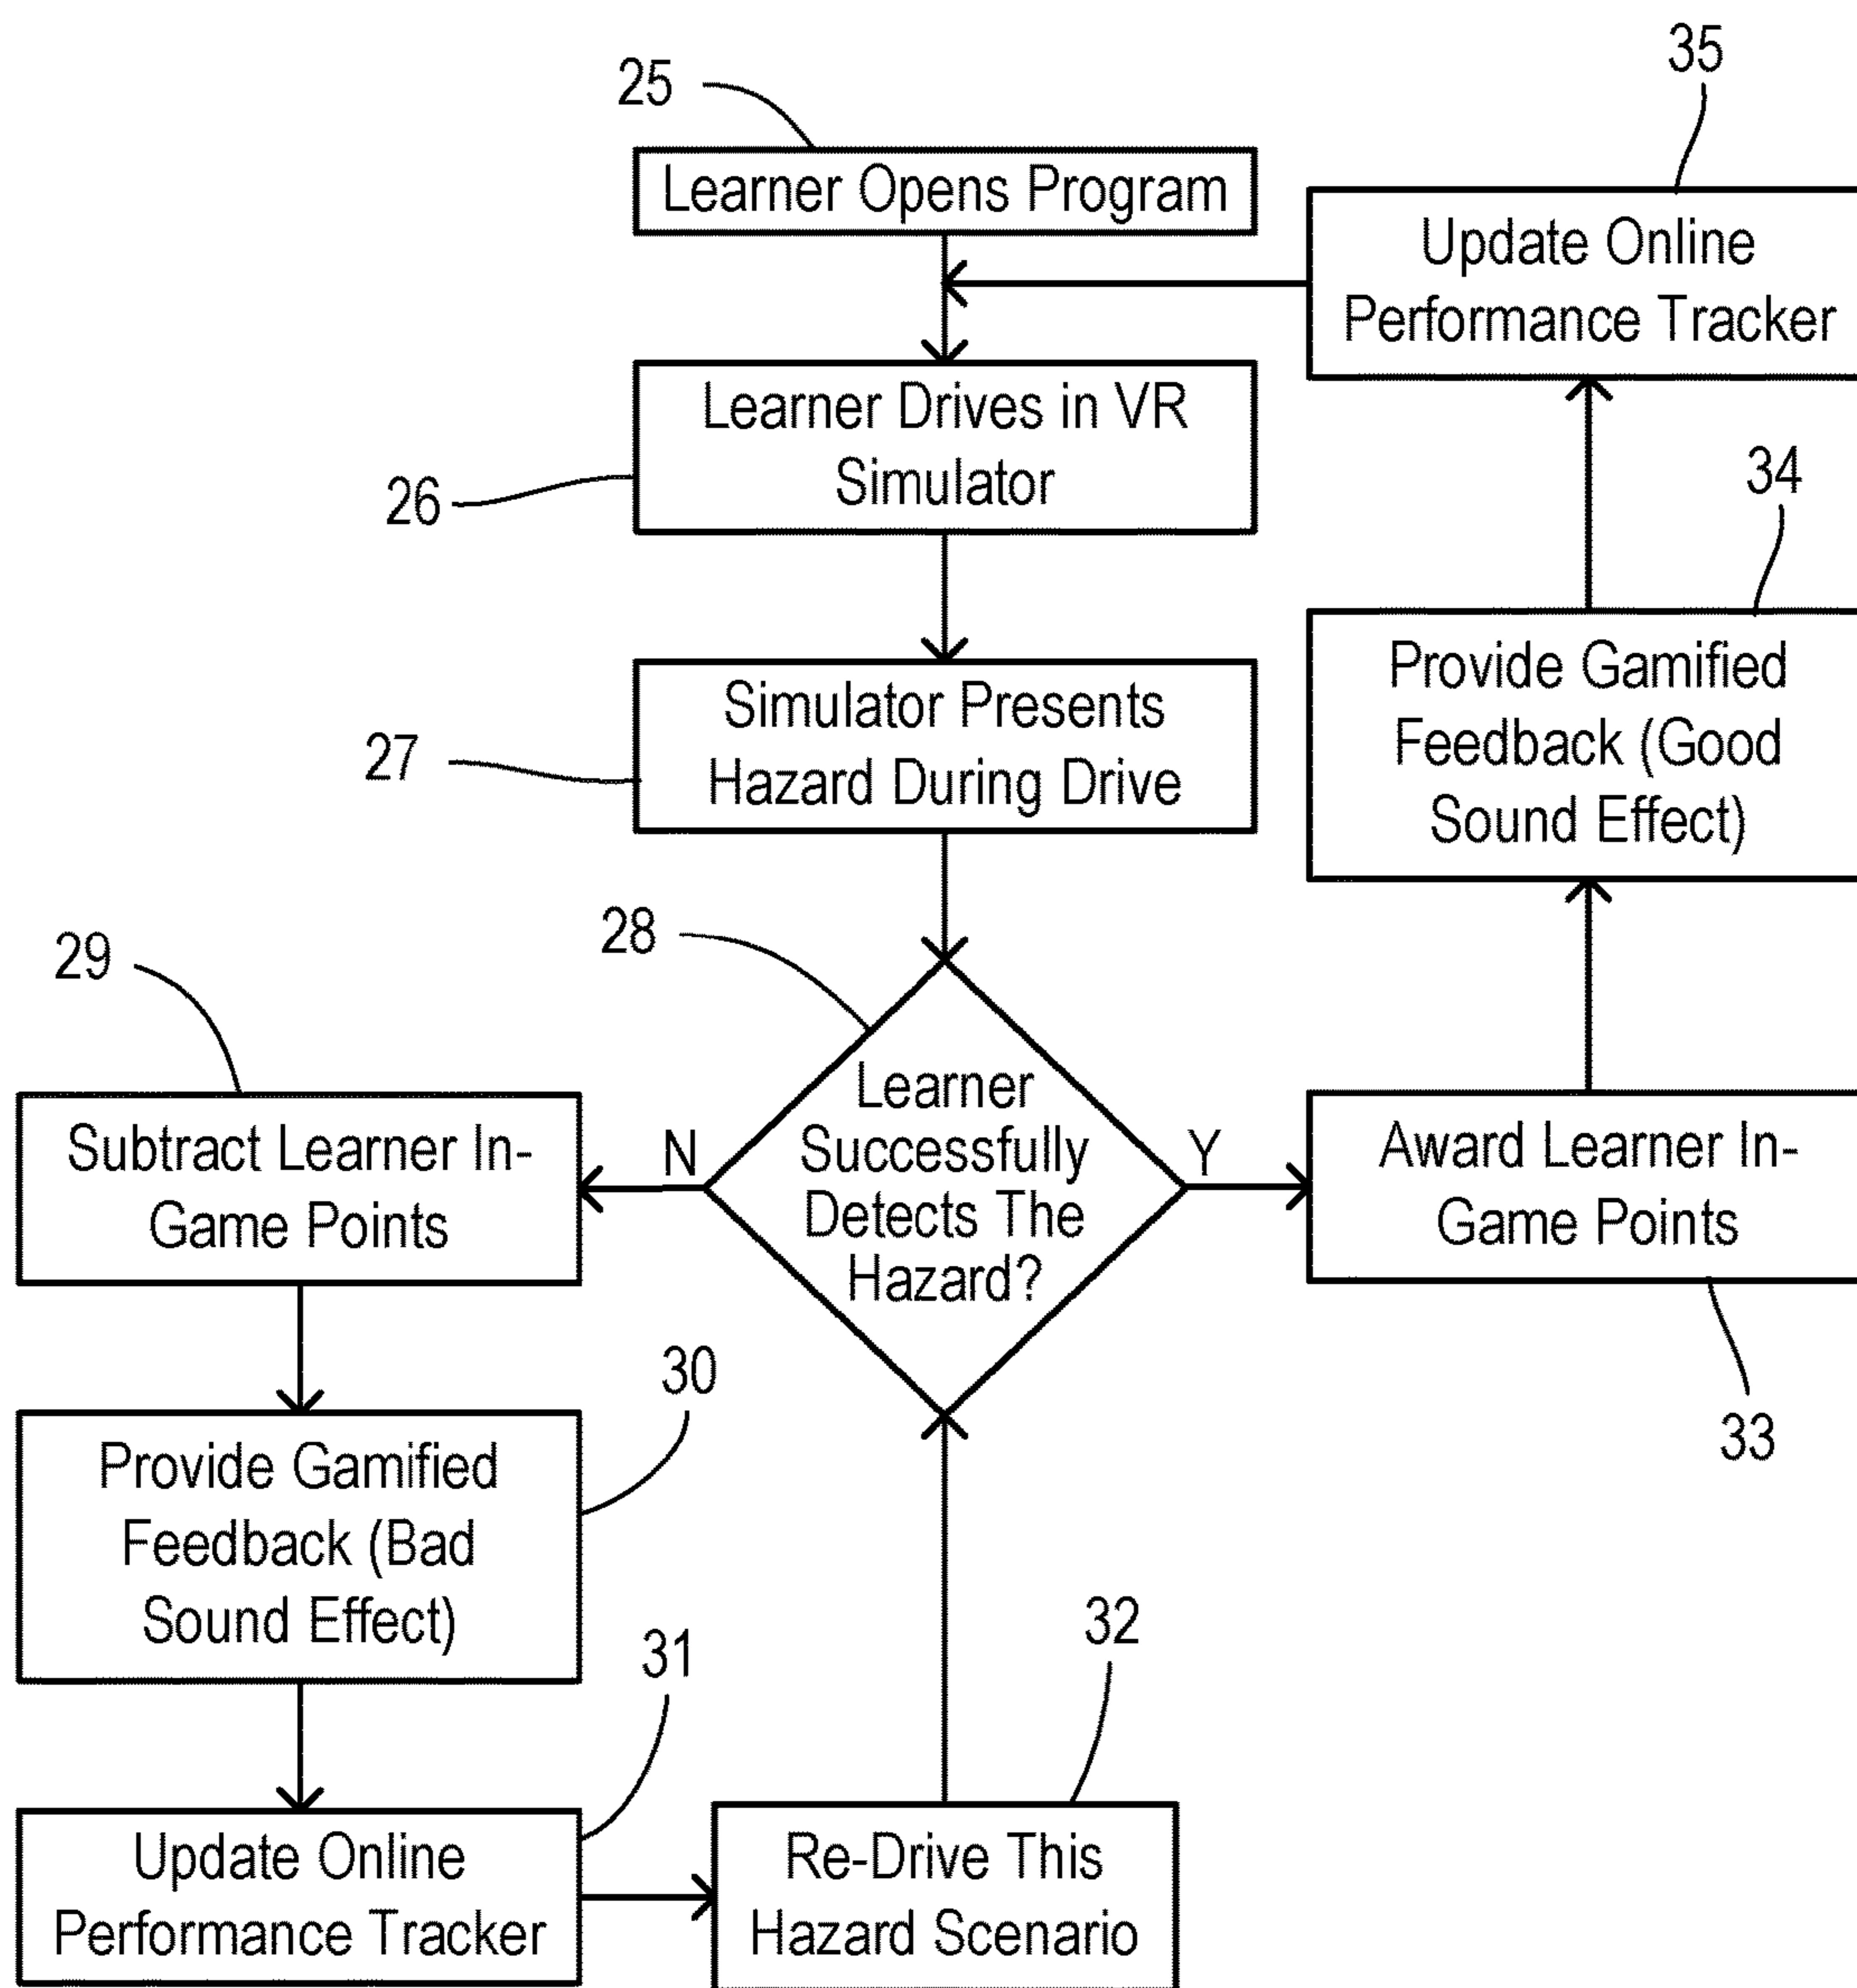 25
Learner Opens Program
35
Update Online
Performance Tracker
Learner Drives in VR
Simulator
26
34
Provide Gamified
Feedback (Good
Sound Effect)
Simulator Presents
Hazard During Drive
27
28
29
Learner
Successfully
Detects The
Hazard?
N
Y
Subtract Learner In-
Game Points
Award Learner In-
Game Points
33
30
Provide Gamified
Feedback (Bad
Sound Effect)
31
Update Online
Performance Tracker
32
Re-Drive This
Hazard Scenario